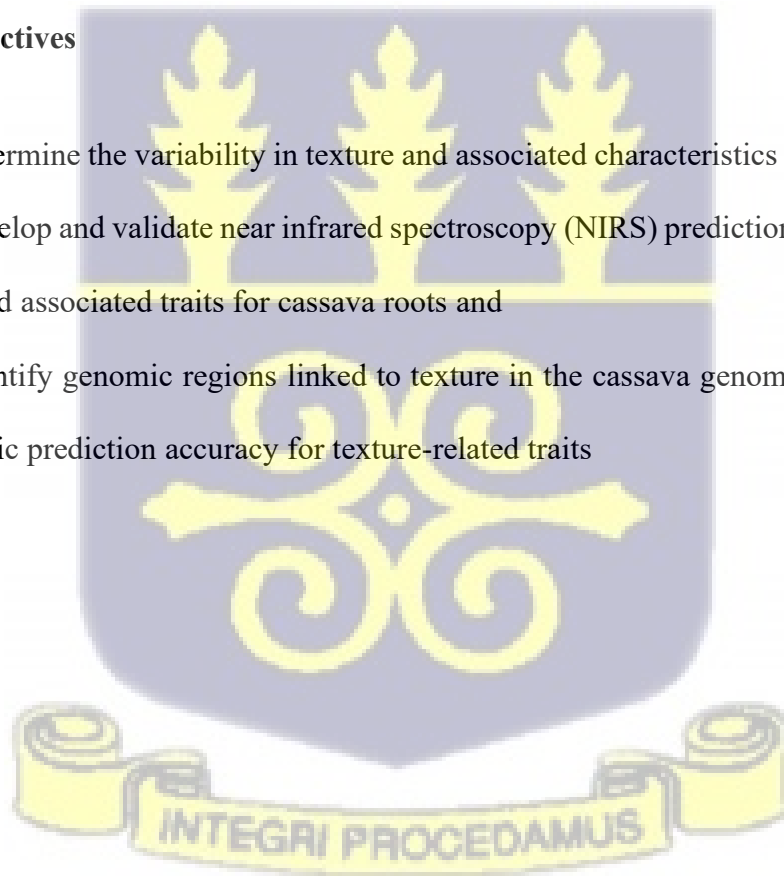 ctives
ermine the variability in texture and associated characteristics
elop and validate near infrared spectroscopy (NIRS) prediction
d associated traits for cassava roots and
ntify genomic regions linked to texture in the cassava genom
ic prediction accuracy for texture-related traits
INTEGRI PROCEDAMUS